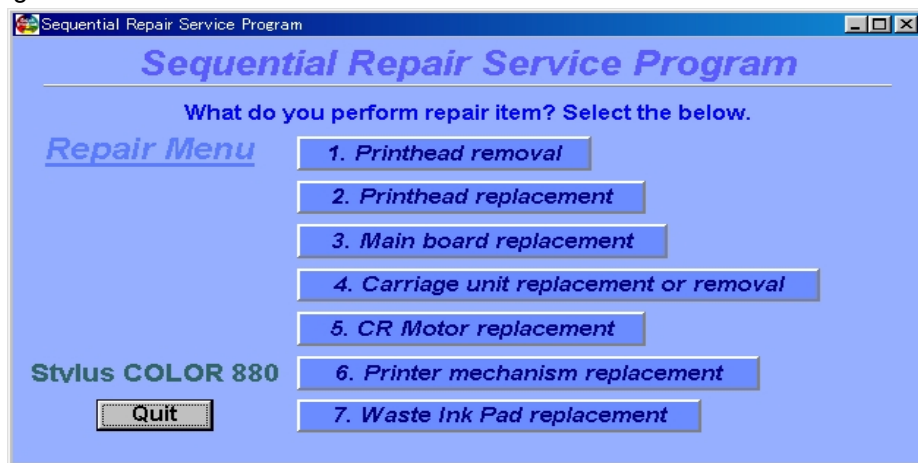 Sequential Repair Service Program
Sequential Repair Service Program
What do you perform repair item? Select the below.
Repair Menu
1. Printhead removal
2. Printhead replacement
3. Main board replacement
4. Carriage unit replacement or removal
5. CR Motor replacement
Stylus COLOR 880
6. Printer mechanism replacement
Quit
7. Waste Ink Pad replacement